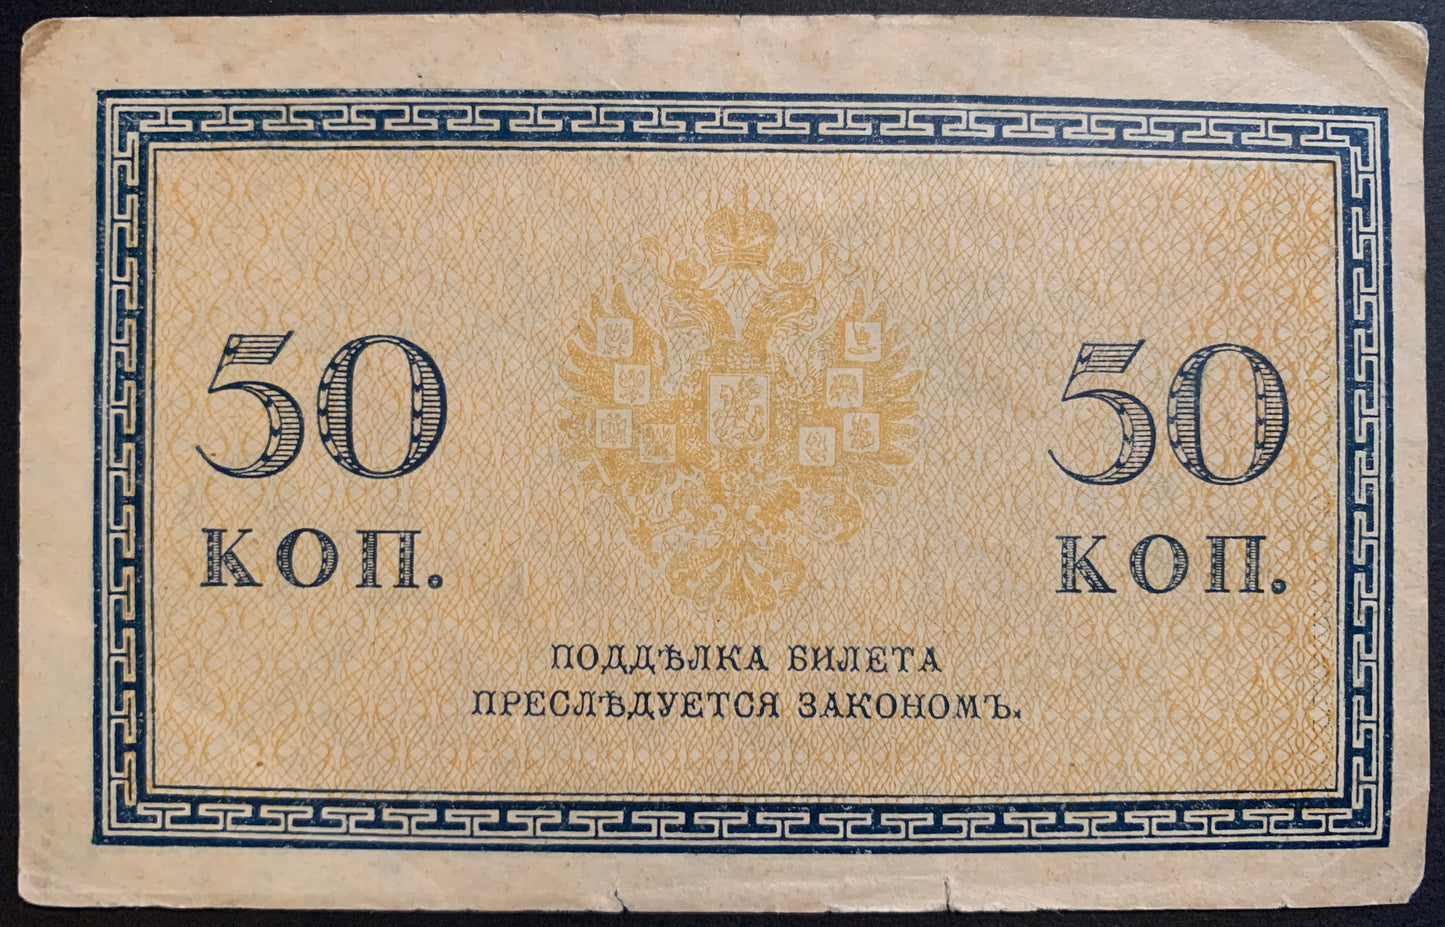 50 50
КОП. КОП.
ПОДДѢЛКА БИЛЕТА
ПРЕСЛѢДУЕТСЯ ЗАКОНОМЪ.